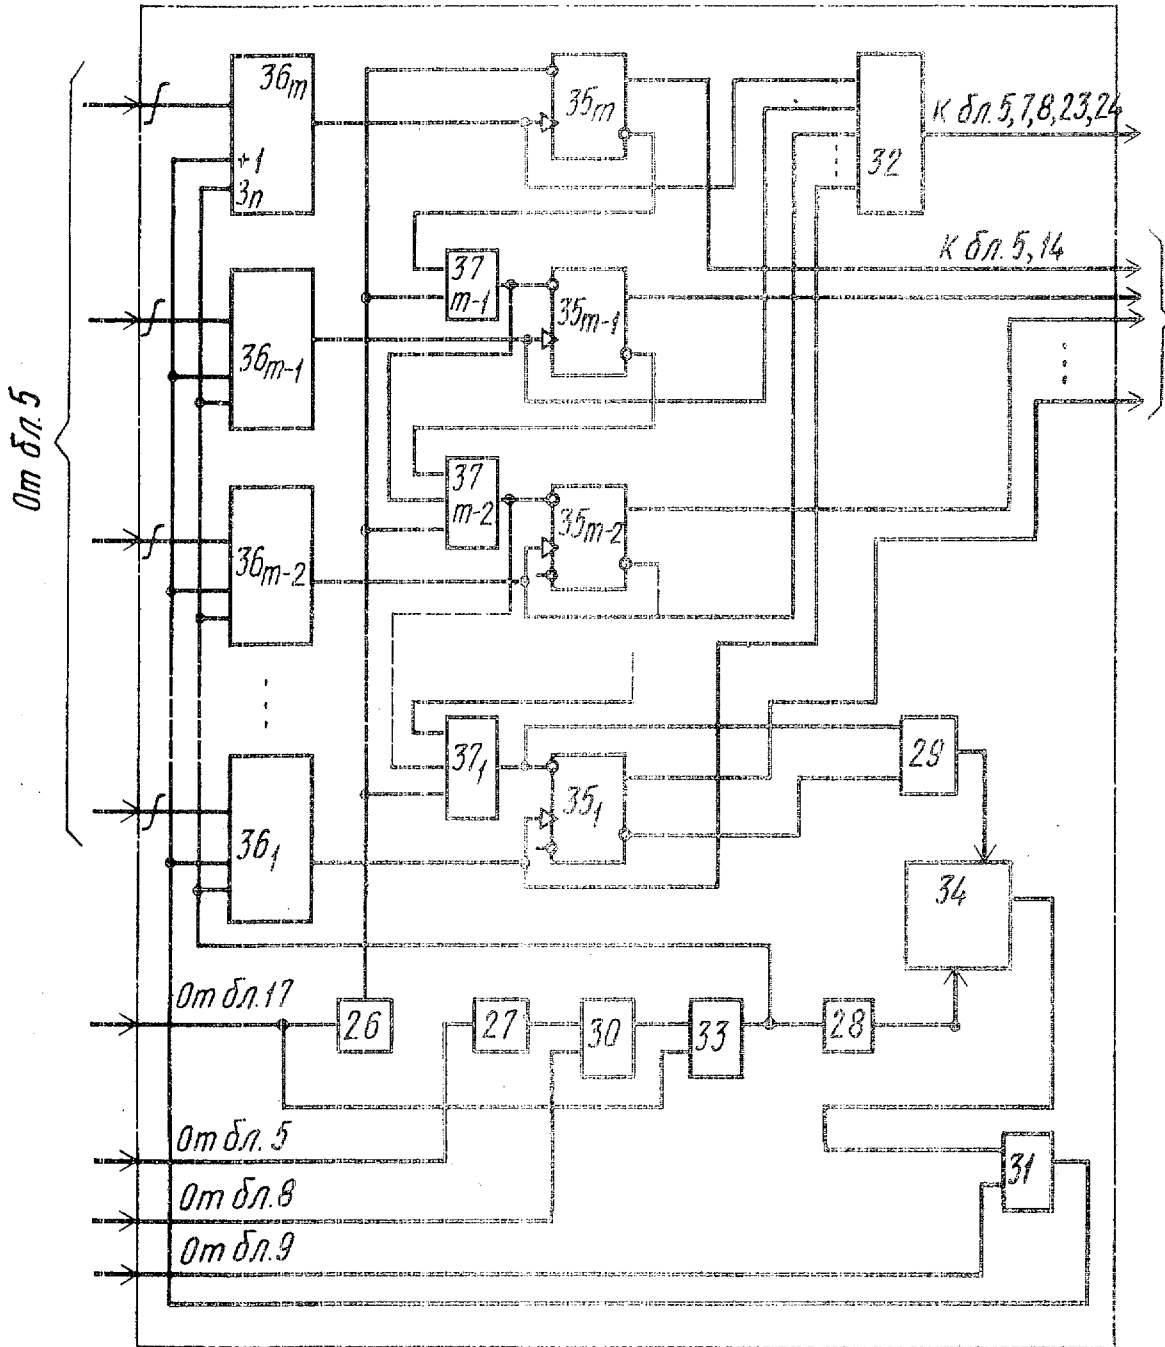 От бл. 5
36m
+1
Зп
35m
32
К бл. 5, 7, 8, 23, 24
К бл. 5, 14
37
m-1
35m-1
36m-1
37
m-2
35m-2
36m-2
37₁
35₁
29
36₁
34
От бл. 17
26
27
30
33
28
От бл. 5
31
От бл. 8
От бл. 9